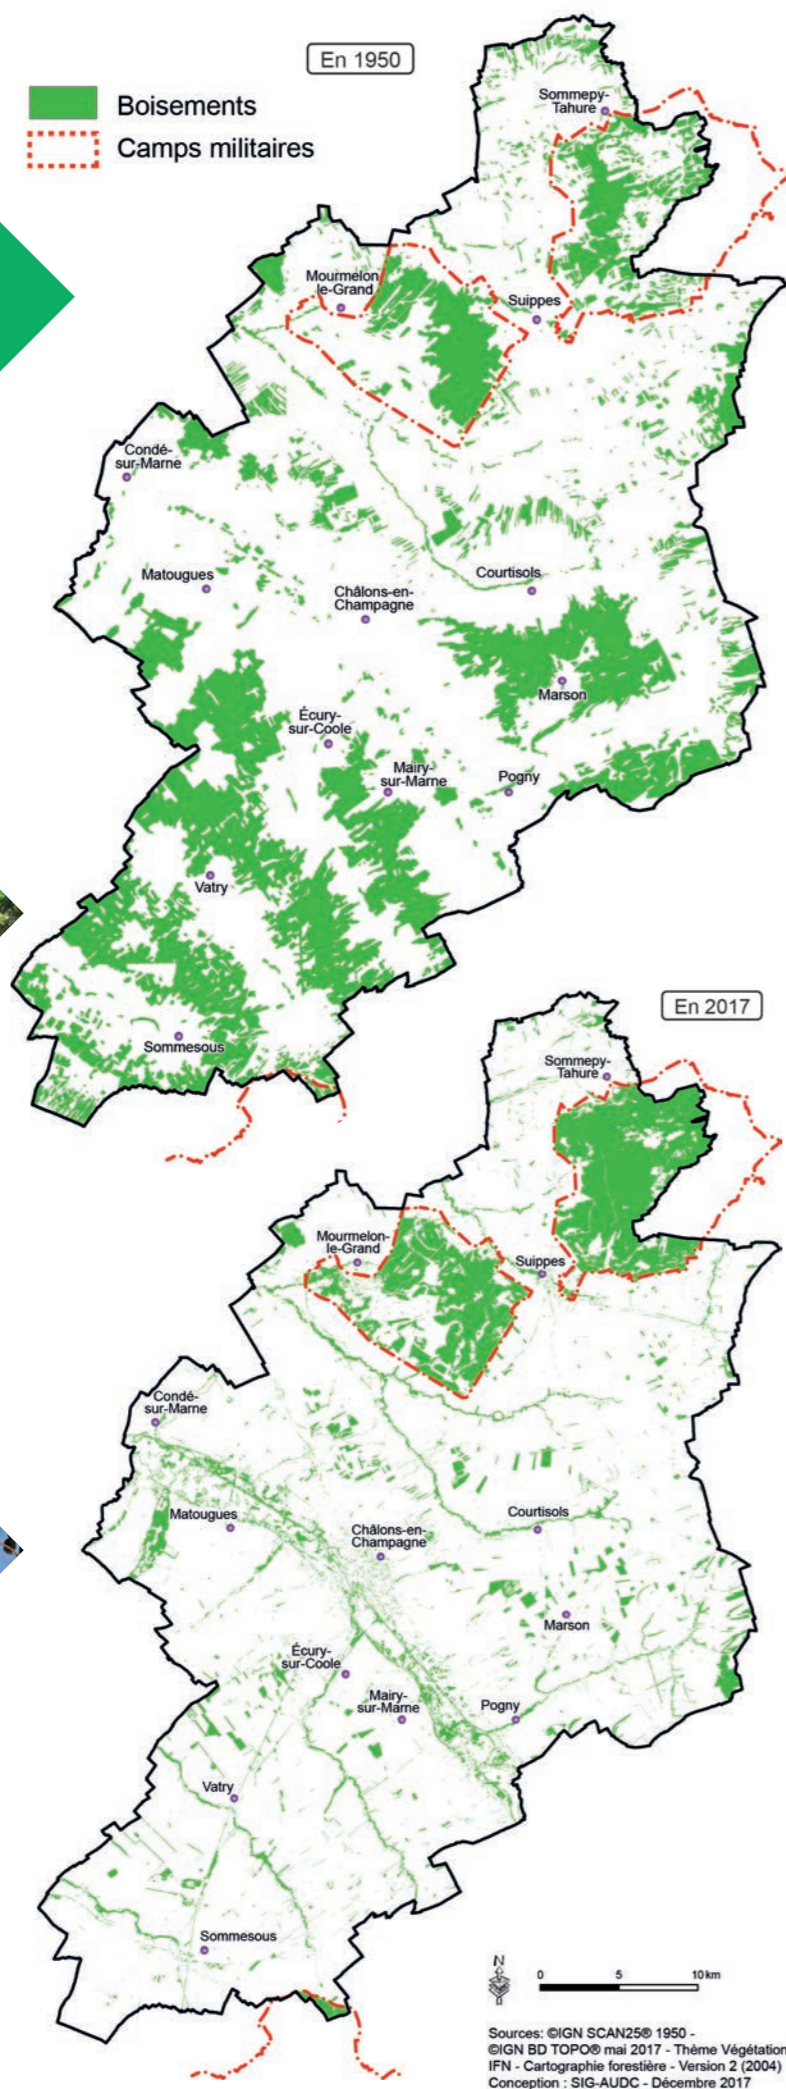 En 1950
Boisements
Camps militaires
Sommepy-
Tahure
Mourmelon
le-Grand
Suippes
Condé-
sur-Marne
Matougues
Châlons-en-
Champagne
Courtisols
Marson
Écury-
sur-Coole
Mairy-
sur-Marne
Pogny
Vatry
Sommesous
En 2017
Sommepy-
Tahure
Mourmelon-
le-Grand
Suippes
Condé-
sur-Marne
Matougues
Châlons-en-
Champagne
Courtisols
Marson
Écury-
sur-Coole
Mairy-
sur-Marne
Pogny
Vatry
Sommesous
N
0 5 10 km
Sources: ©IGN SCAN25® 1950 -
©IGN BD TOPO® mai 2017 - Thème Végétation
IFN - Cartographie forestière - Version 2 (2004)
Conception : SIG-AUDC - Décembre 2017